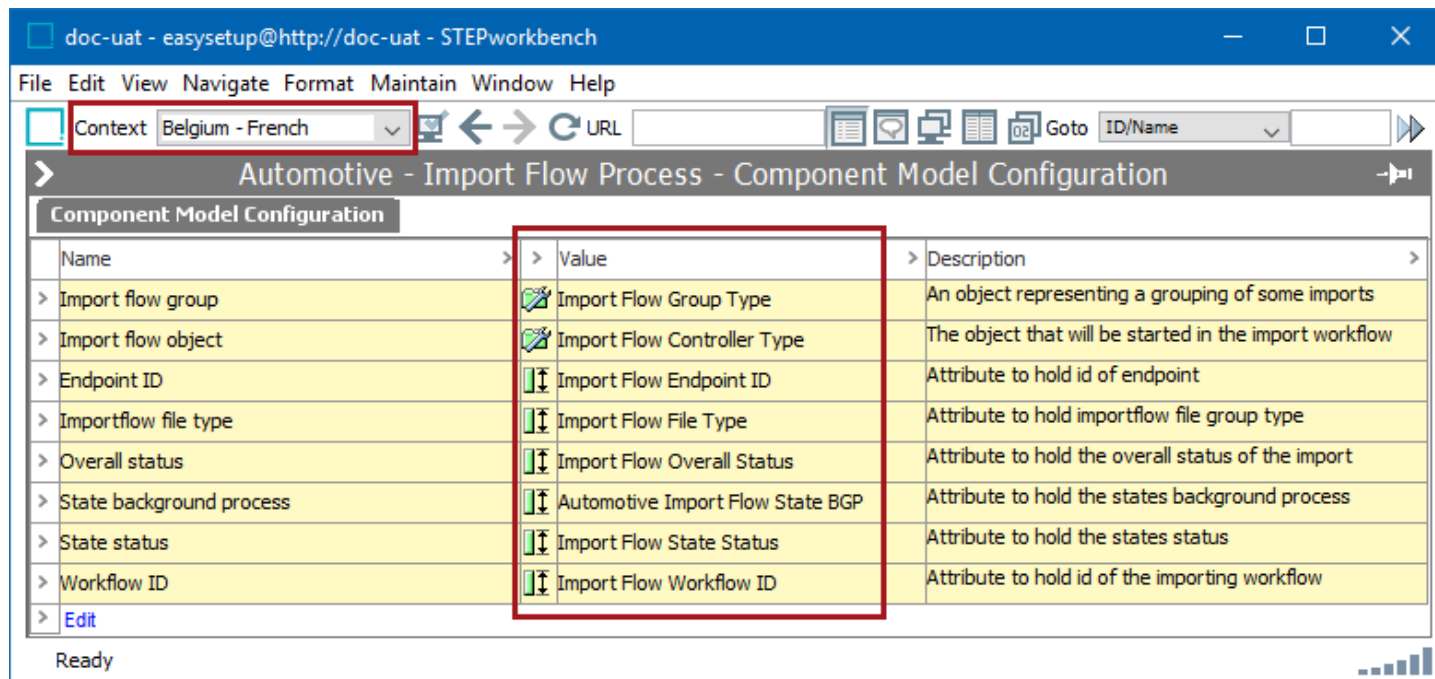 doc-uat - easysetup@http://doc-uat - STEPworkbench
File Edit View Navigate Format Maintain Window Help
Context Belgium - French URL 02 Goto ID/Name
Automotive - Import Flow Process - Component Model Configuration
Component Model Configuration
Name > > Value > Description >
> Import flow group Import Flow Group Type An object representing a grouping of some imports
> Import flow object Import Flow Controller Type The object that will be started in the import workflow
> Endpoint ID Import Flow Endpoint ID Attribute to hold id of endpoint
> Importflow file type Import Flow File Type Attribute to hold importflow file group type
> Overall status Import Flow Overall Status Attribute to hold the overall status of the import
> State background process Automotive Import Flow State BGP Attribute to hold the states background process
> State status Import Flow State Status Attribute to hold the states status
> Workflow ID Import Flow Workflow ID Attribute to hold id of the importing workflow
> Edit
Ready